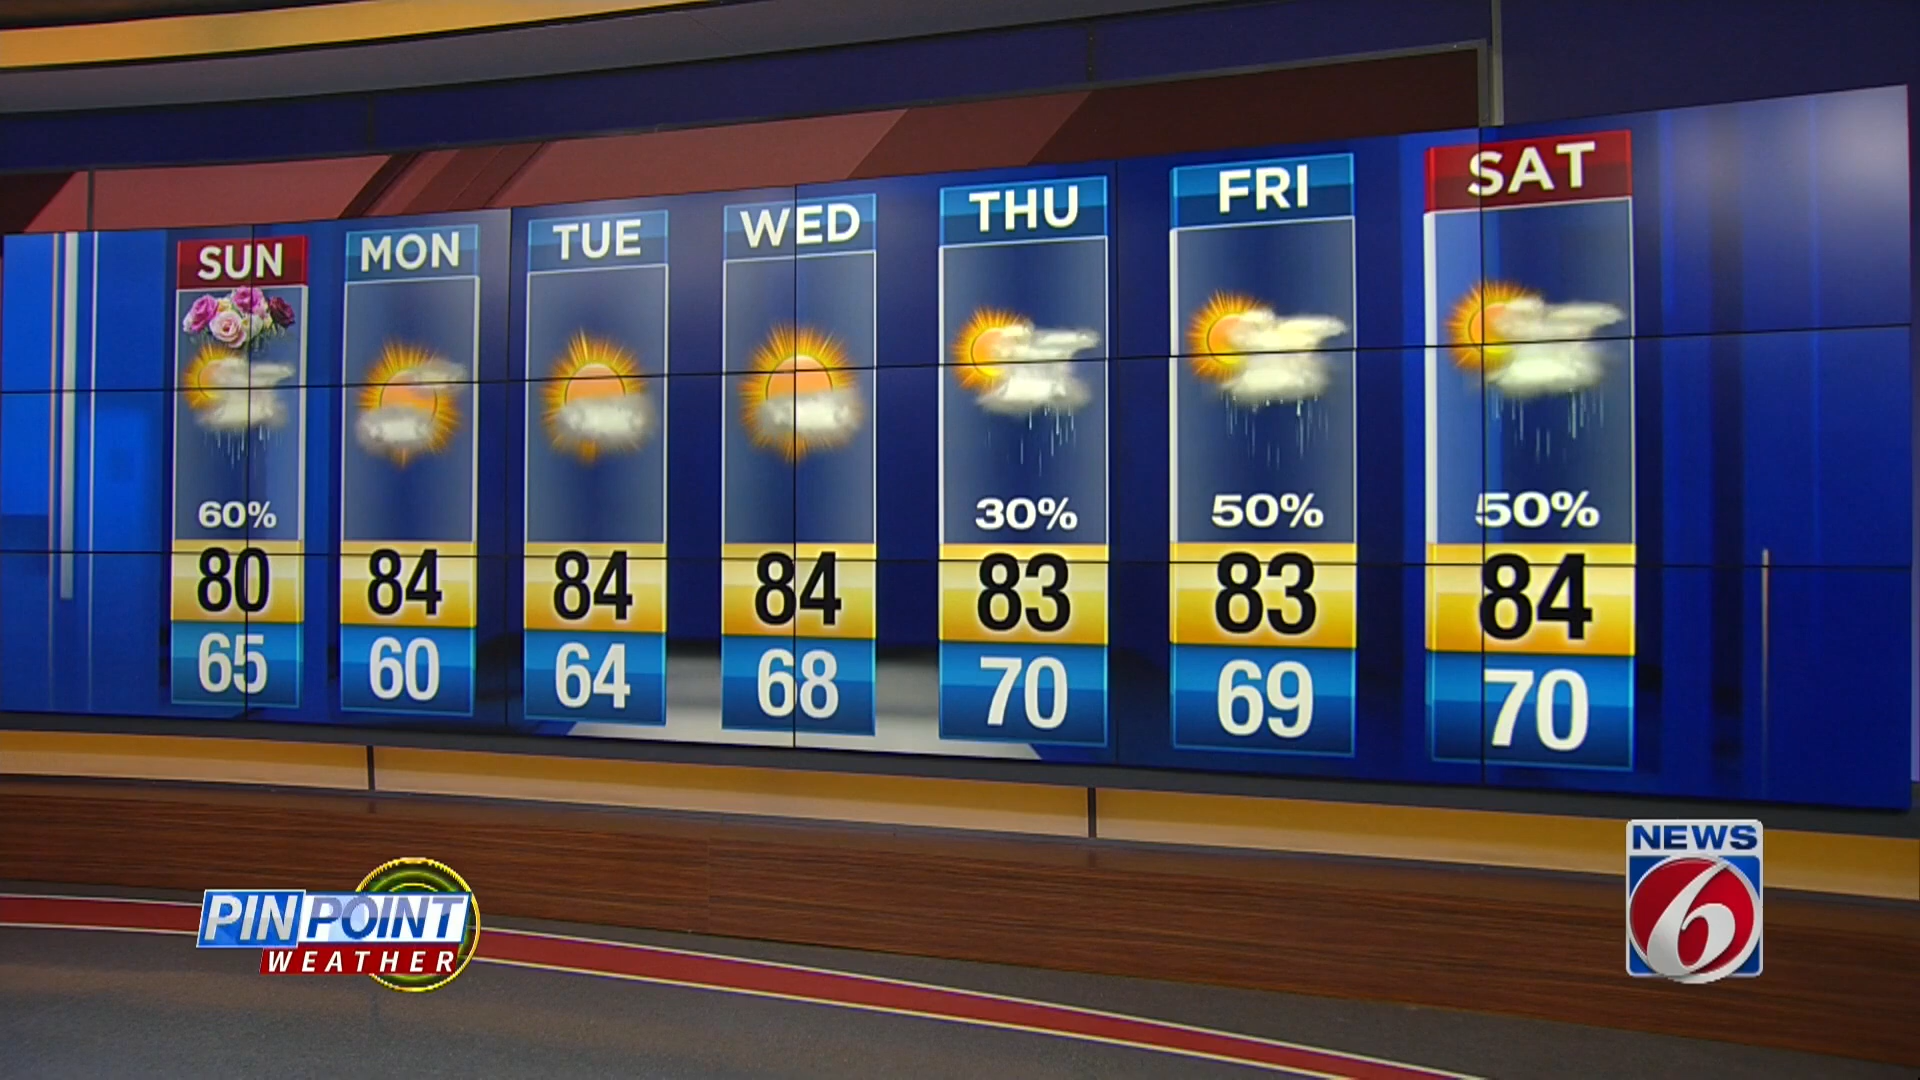 SUN MON TUE WED THU FRI SAT
60% 30% 50% 50%
80 84 84 84 83 83 84
65 60 64 68 70 69 70
PINPOINT
WEATHER
NEWS
6